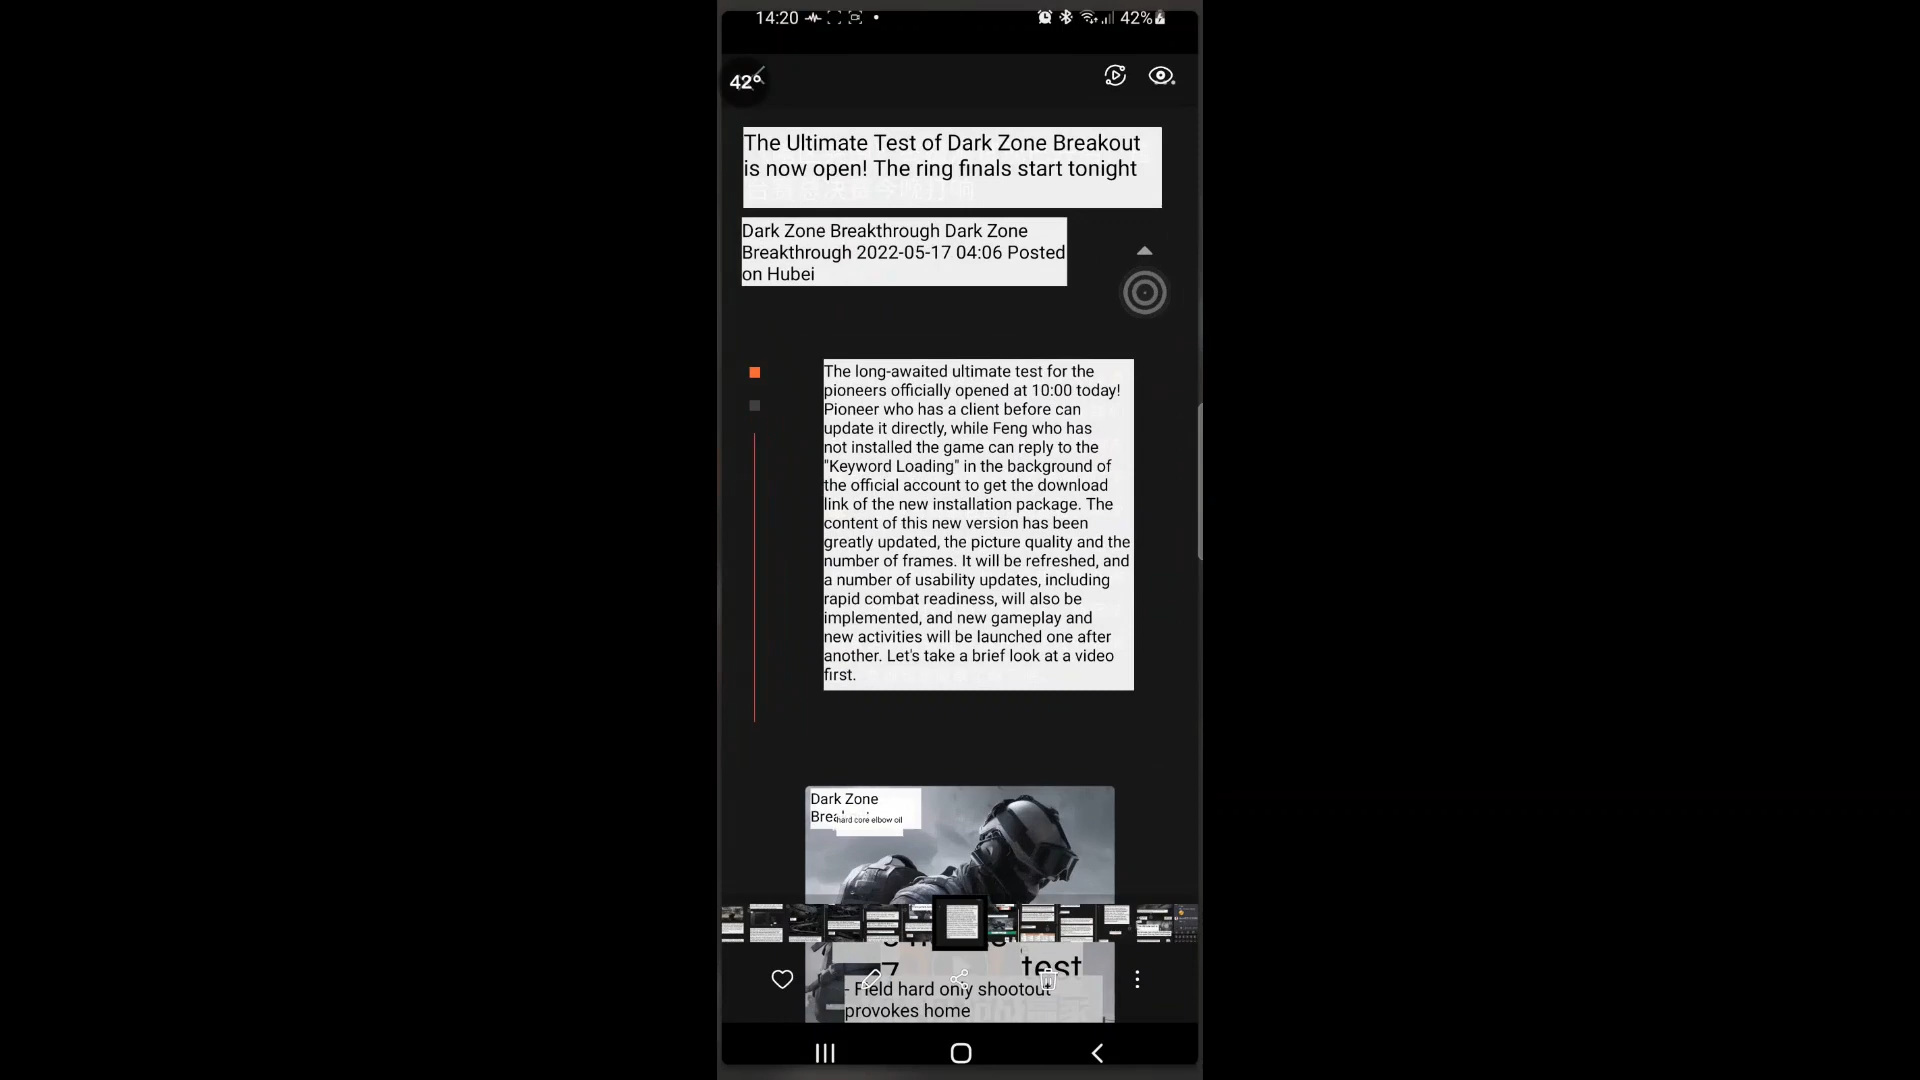 14:20
42%
42°
The Ultimate Test of Dark Zone Breakout
is now open! The ring finals start tonight
Dark Zone Breakthrough Dark Zone
Breakthrough 2022-05-17 04:06 Posted
on Hubei
The long-awaited ultimate test for the
pioneers officially opened at 10:00 today!
Pioneer who has a client before can
update it directly, while Feng who has
not installed the game can reply to the
"Keyword Loading" in the background of
the official account to get the download
link of the new installation package. The
content of this new version has been
greatly updated, the picture quality and the
number of frames. It will be refreshed, and
a number of usability updates, including
rapid combat readiness, will also be
implemented, and new gameplay and
new activities will be launched one after
another. Let's take a brief look at a video
first.
Dark Zone
hard core elbow oil
7
test
- Field hard only shootout
provokes home